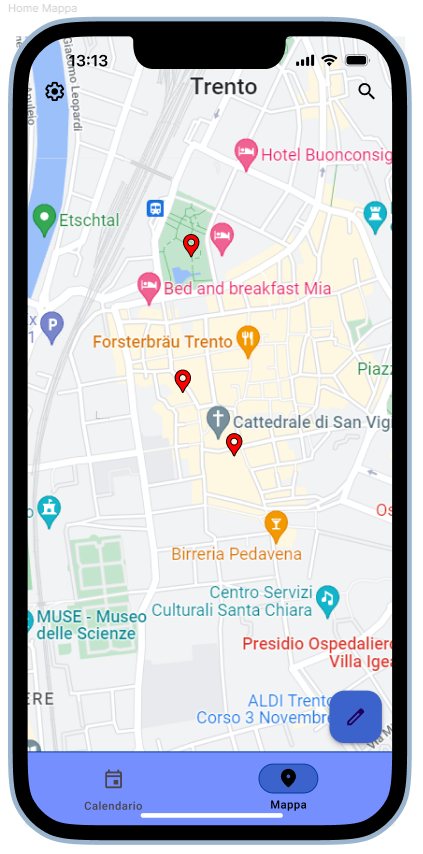 Home Mappa
13:13
Giacomo Leopardi
Trento
Hotel Buonconsig
Etschtal
Bed and breakfast Mia
P
Forsterbräu Trento
Piazz
Cattedrale di San Vig
Os
Birreria Pedavena
Centro Servizi
Culturali Santa Chiara
MUSE - Museo
delle Scienze
Presidio Ospedaliero
Villa Igea
ERE
ALDI Trento
Corso 3 Novembre
Via M
Calendario
Mappa